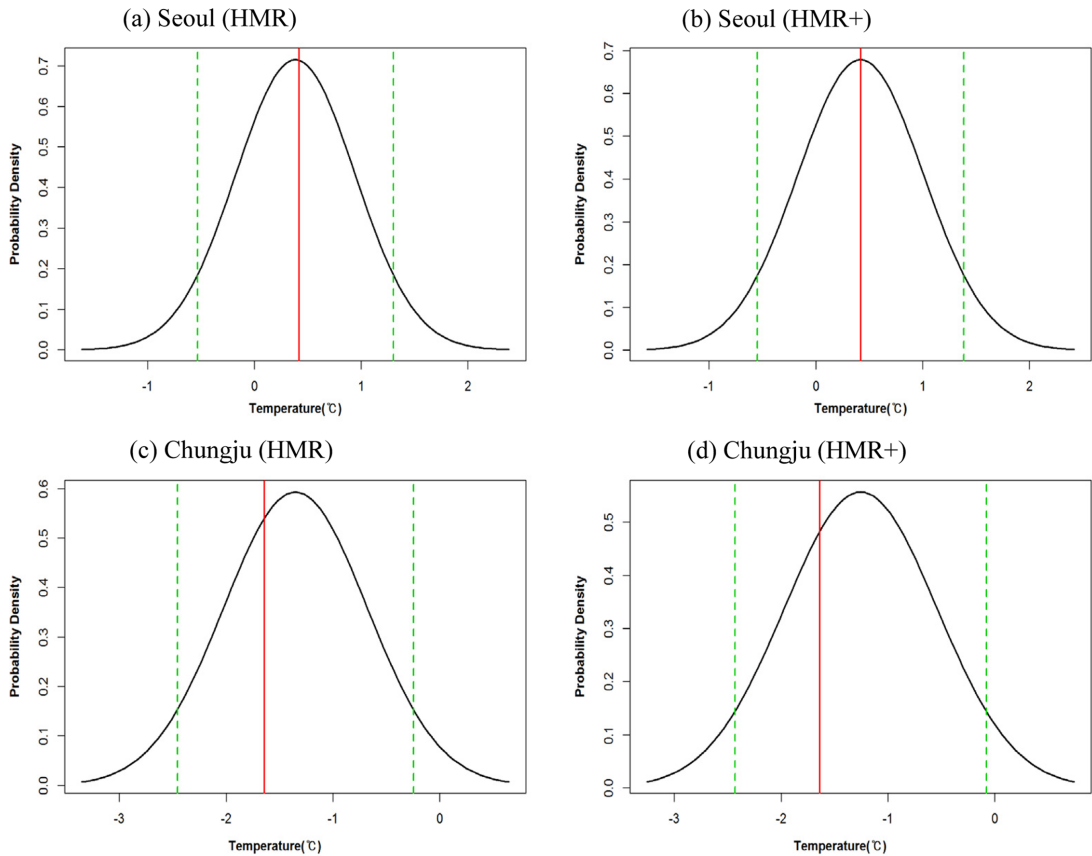 (a) Seoul (HMR)
Probability Density
0.0 0.1 0.2 0.3 0.4 0.5 0.6 0.7
-1 0 1 2
Temperature(℃)
(b) Seoul (HMR+)
Probability Density
0.0 0.1 0.2 0.3 0.4 0.5 0.6 0.7
-1 0 1 2
Temperature(℃)
(c) Chungju (HMR)
Probability Density
0.0 0.1 0.2 0.3 0.4 0.5 0.6
-3 -2 -1 0
Temperature(℃)
(d) Chungju (HMR+)
Probability Density
0.0 0.1 0.2 0.3 0.4 0.5
-3 -2 -1 0
Temperature(℃)